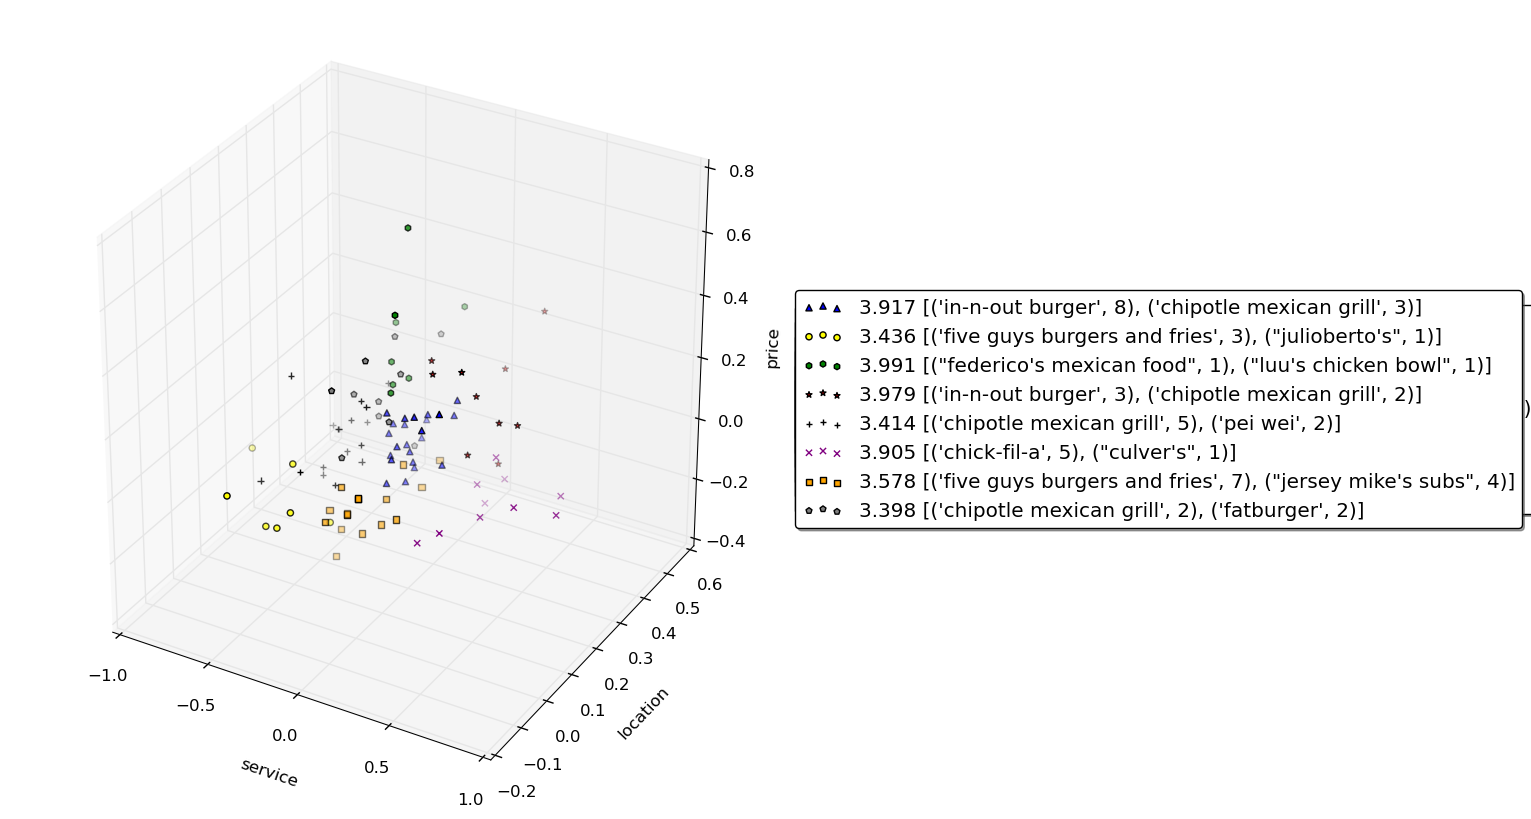 0.8
0.6
0.4
0.2
0.0
−0.2
−0.4
price
3.917 [('in-n-out burger', 8), ('chipotle mexican grill', 3)]
3.436 [('five guys burgers and fries', 3), ("julioberto's", 1)]
3.991 [("federico's mexican food", 1), ("luu's chicken bowl", 1)]
3.979 [('in-n-out burger', 3), ('chipotle mexican grill', 2)]
3.414 [('chipotle mexican grill', 5), ('pei wei', 2)]
3.905 [('chick-fil-a', 5), ("culver's", 1)]
3.578 [('five guys burgers and fries', 7), ("jersey mike's subs", 4)]
3.398 [('chipotle mexican grill', 2), ('fatburger', 2)]
)
0.6
0.5
0.4
0.3
0.2
0.1
0.0
−0.1
−0.2
location
−1.0
−0.5
0.0
0.5
1.0
service